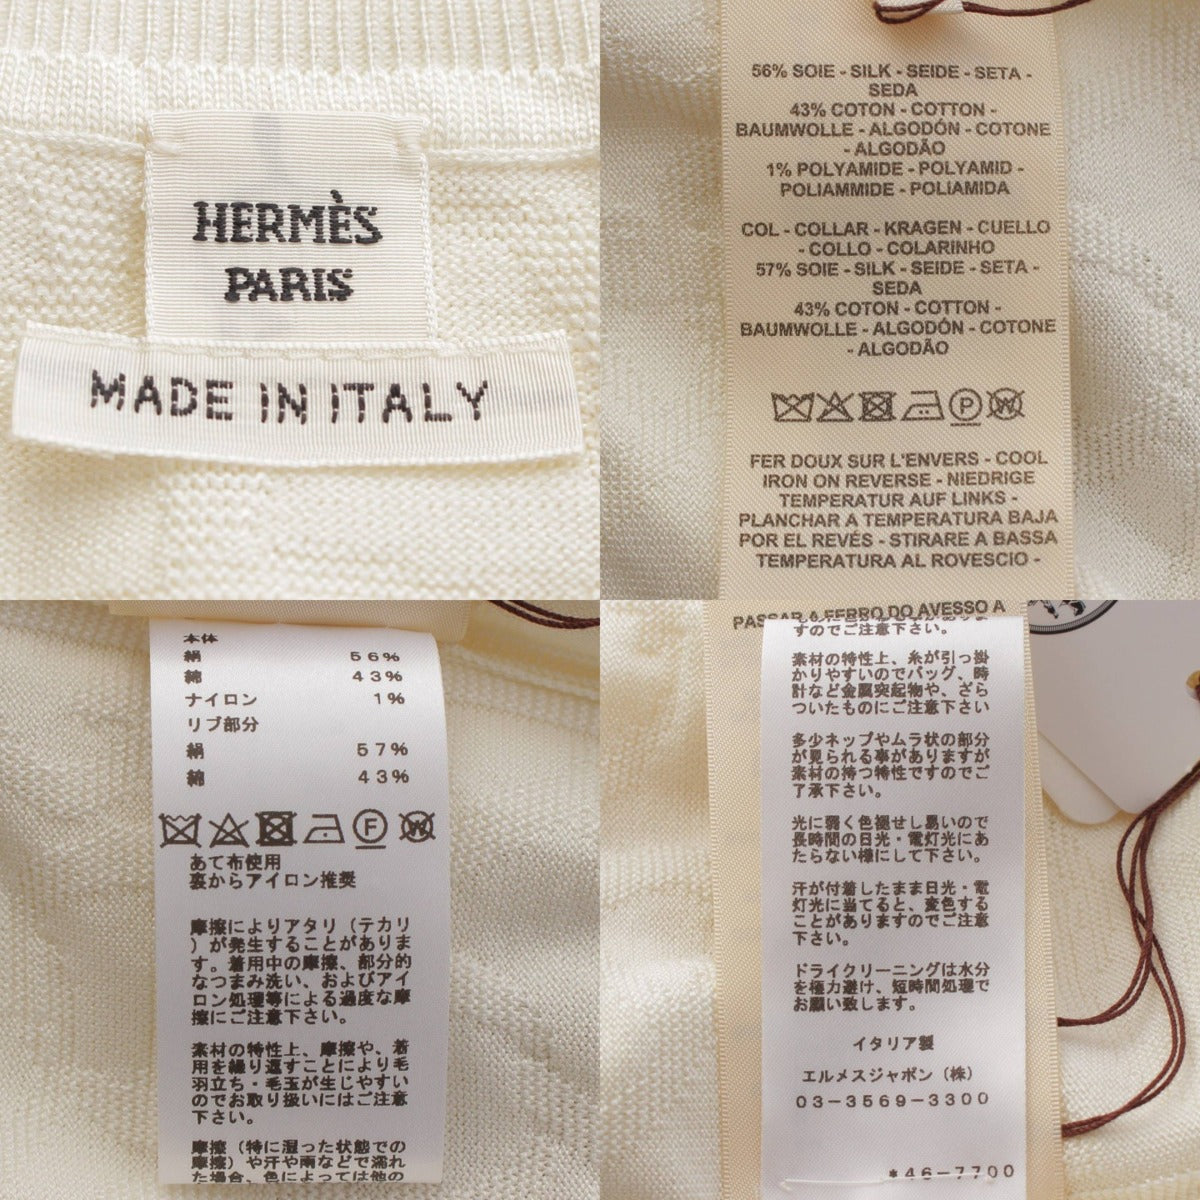 HERMÈS
PARIS
MADE IN ITALY
56% SOIE - SILK - SEIDE - SETA -
SEDA
43% COTON - COTTON -
BAUMWOLLE - ALGODÓN - COTONE
- ALGODÃO
1% POLYAMIDE - POLYAMID -
POLIAMMIDE - POLIAMIDA
COL - COLLAR - KRAGEN - CUELLO
- COLLO - COLARINHO
57% SOIE - SILK - SEIDE - SETA -
SEDA
43% COTON - COTTON -
BAUMWOLLE - ALGODÓN - COTONE
- ALGODÃO
P W
FER DOUX SUR L'ENVERS - COOL
IRON ON REVERSE - NIEDRIGE
TEMPERATUR AUF LINKS -
PLANCHAR A TEMPERATURA BAJA
POR EL REVÉS - STIRARE A BASSA
TEMPERATURA AL ROVESCIO -
本体
絹 56%
綿 43%
ナイロン 1%
リブ部分
絹 57%
綿 43%
F W
あて布使用
裏からアイロン推奨
摩擦によりアタリ（テカリ
）が発生することがありま
す。着用中の摩擦、部分的
なつまみ洗い、およびアイ
ロン処理等による過度な摩
擦にご注意下さい。
素材の特性上、摩擦や、着
用を繰り返すことにより毛
羽立ち・毛玉が生じやすい
のでお取り扱いにはご注意
下さい。
摩擦（特に湿った状態での
摩擦）や汗や雨などで濡れ
た場合、色によっては他の
PASSAR A FERRO DO AVESSO A
すのでご注意下さい。
素材の特性上、糸が引っ掛
かりやすいのでバッグ、時
計など金属突起物や、ざら
ついたものにご注意下さい
多少ネップやムラ状の部分
が見られる事がありますが
素材の持つ特性ですのでご
了承下さい。
光に弱く色褪せし易いので
長時間の日光・電灯光にあ
たらない様にして下さい。
汗が付着したまま日光・電
灯光に当てると、変色する
ことがありますのでご注意
下さい。
ドライクリーニングは水分
を極力避け、短時間処理で
お願い致します。
イタリア製
エルメスジャポン（株）
03-3569-3300
*46-7700